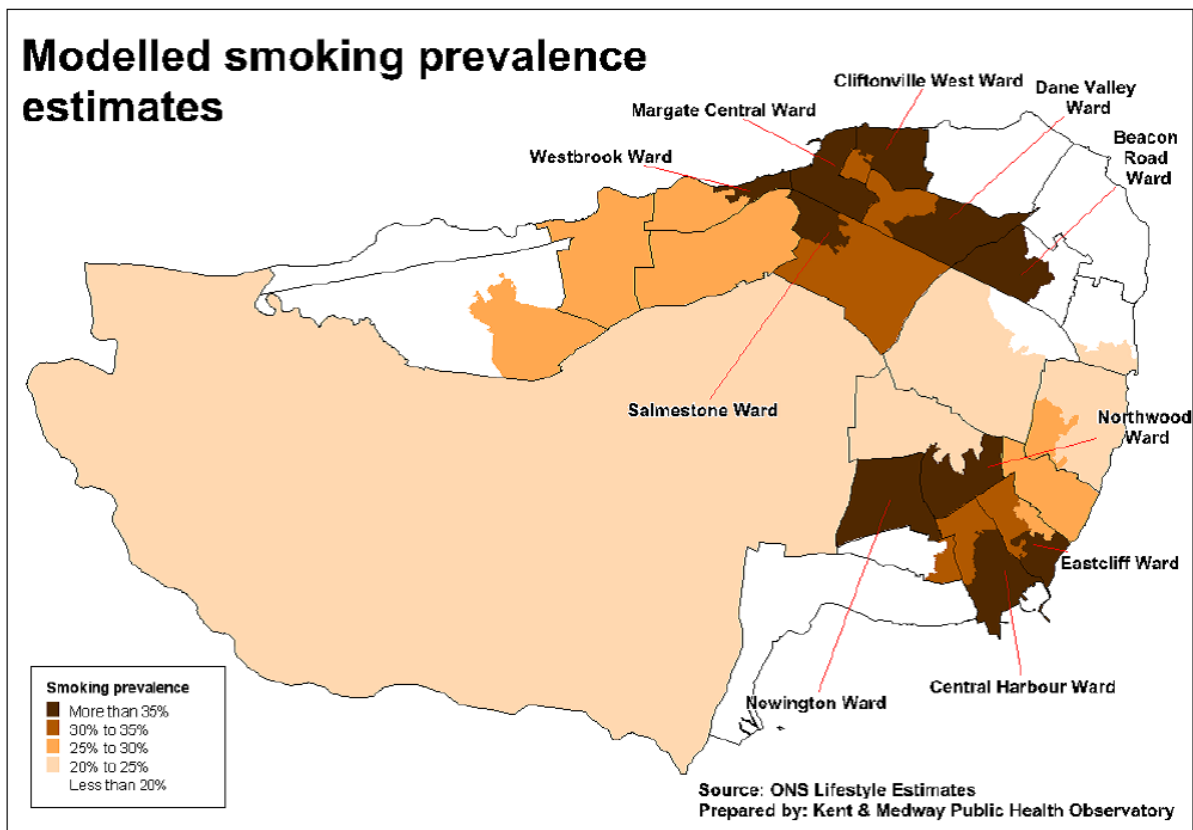 Modelled smoking prevalence
estimates
Cliftonville West Ward
Dane Valley
Ward
Margate Central Ward
Beacon
Road
Ward
Westbrook Ward
Salmestone Ward
Northwood
Ward
Eastcliff Ward
Central Harbour Ward
Newington Ward
Smoking prevalence
More than 35%
30% to 35%
25% to 30%
20% to 25%
Less than 20%
Source: ONS Lifestyle Estimates
Prepared by: Kent & Medway Public Health Observatory